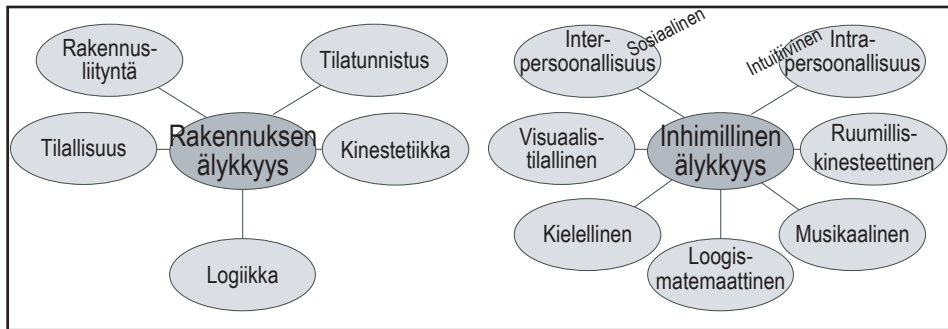 Rakennus-
liityntä
Tilatunnistus
Tilallisuus
Rakennuksen
älykkyys
Kinestetiikka
Logiikka
Inter-
persoonallisuus
Sosiaalinen
Intuitiivinen
Intra-
persoonallisuus
Visuaalis-
tilallinen
Inhimillinen
älykkyys
Ruumillis-
kinesteettinen
Kielellinen
Loogis-
matemaattinen
Musikaalinen